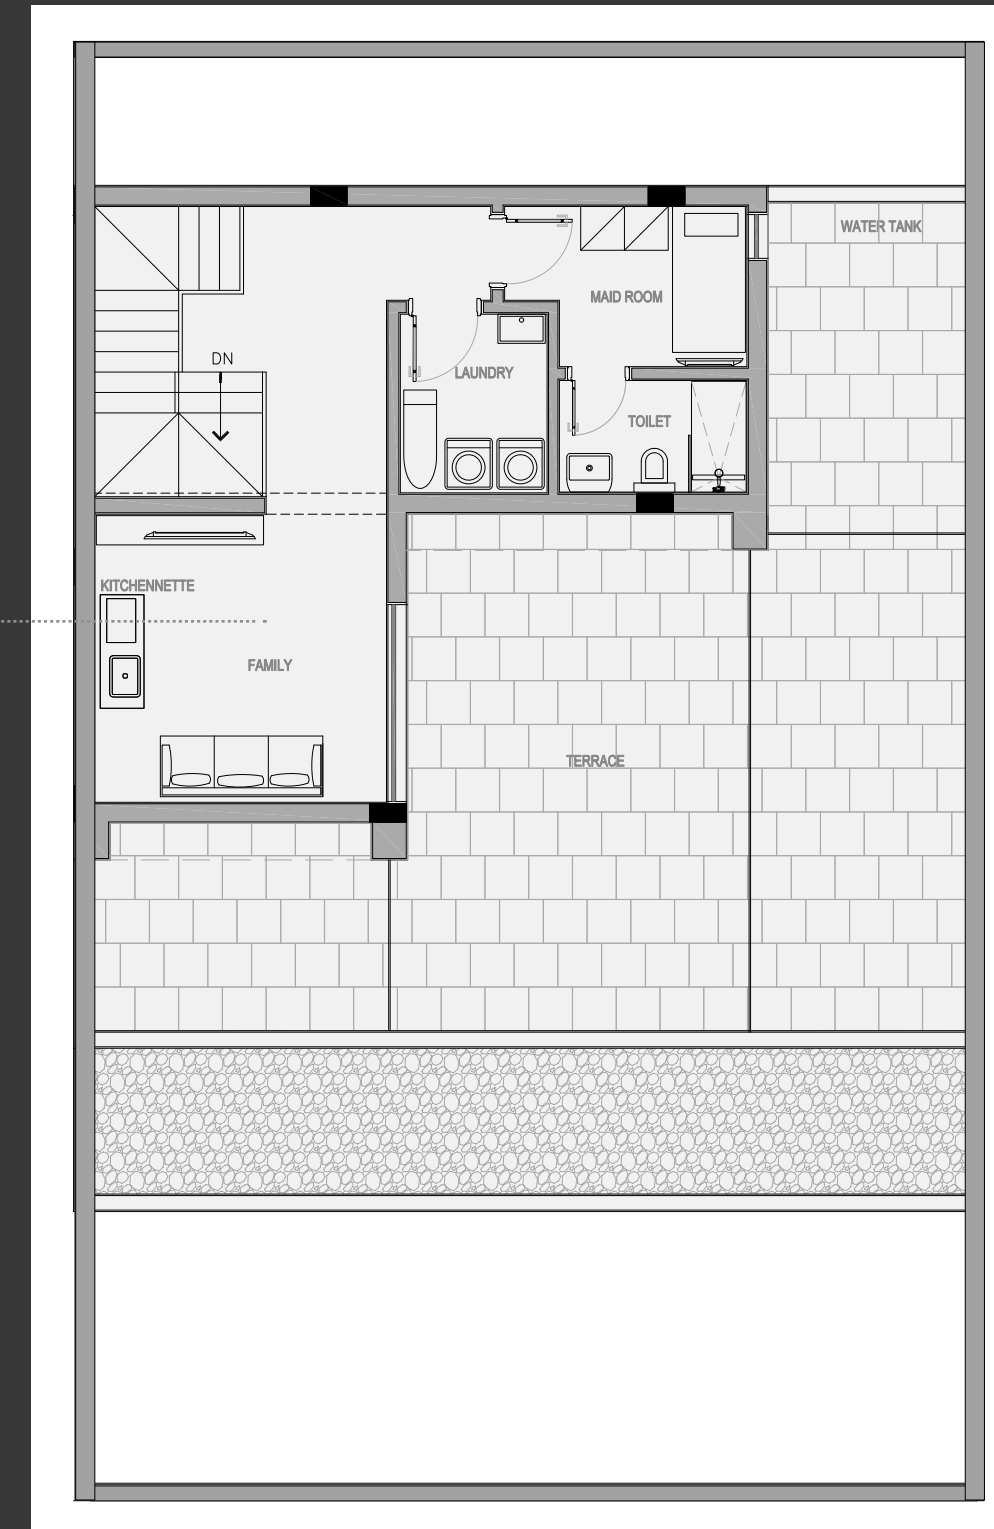 WATER TANK
MAID ROOM
DN
LAUNDRY
TOILET
KITCHENNETTE
FAMILY
TERRACE